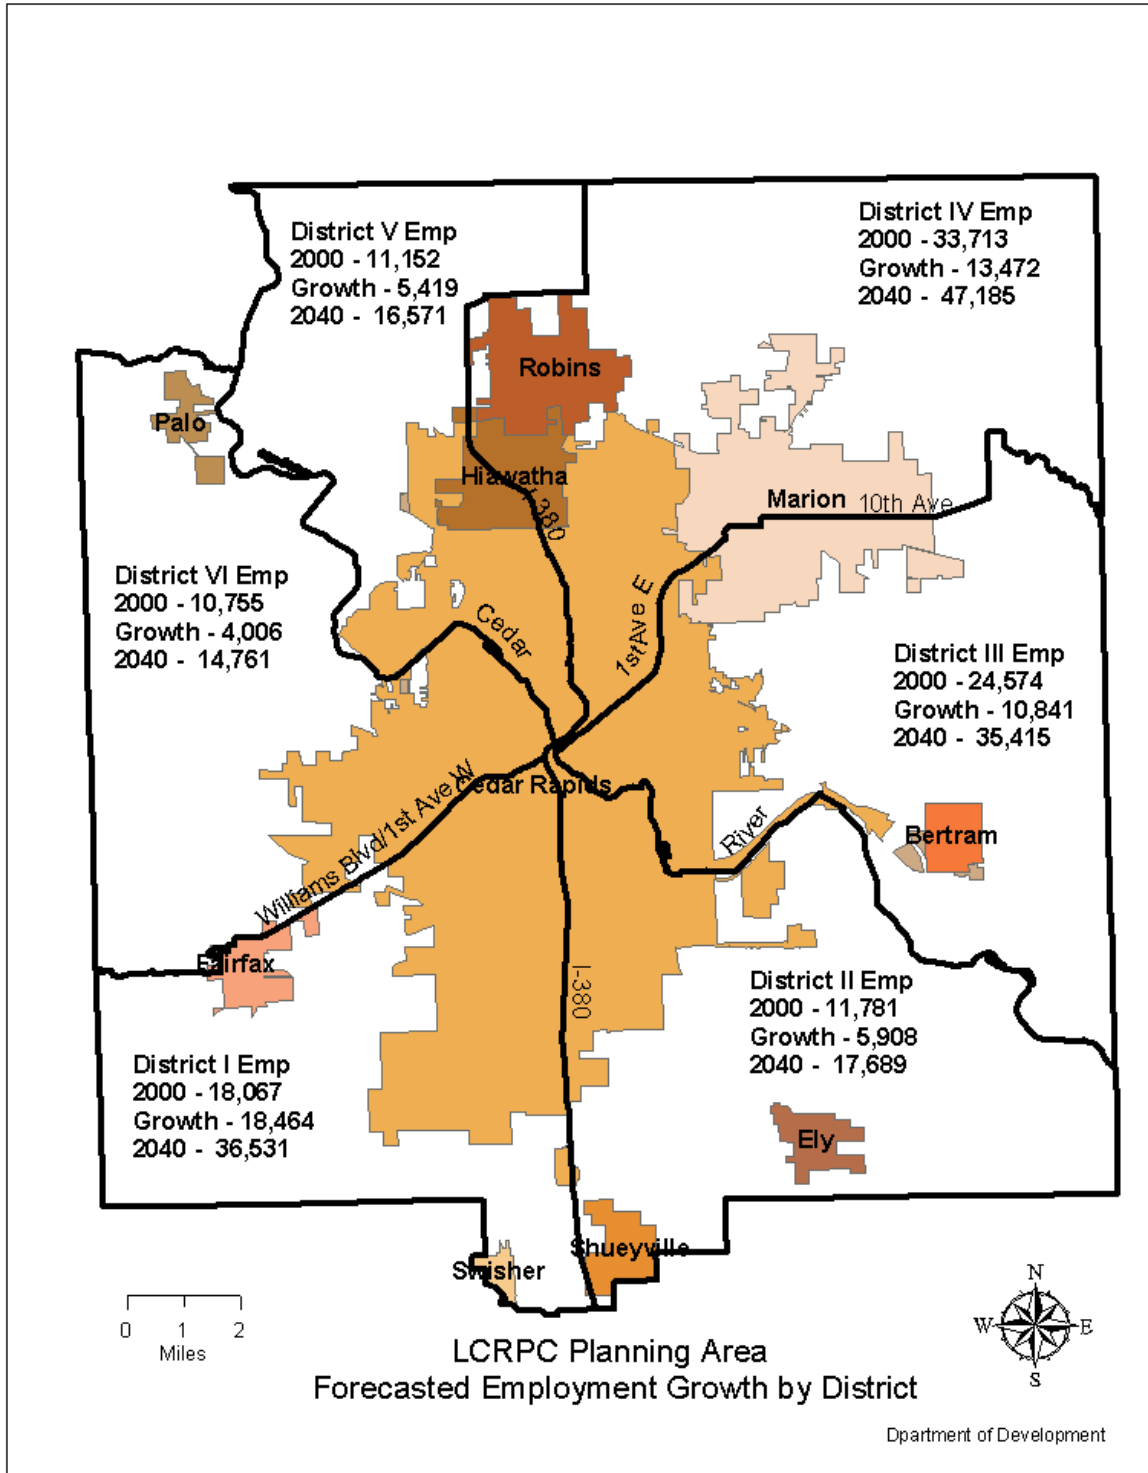 District V Emp
2000 - 11,152
Growth - 5,419
2040 - 16,571
District IV Emp
2000 - 33,713
Growth - 13,472
2040 - 47,185
Robins
Palo
Hiawatha
I-380
Marion
10th Ave
District VI Emp
2000 - 10,755
Growth - 4,006
2040 - 14,761
Cedar
1stAve E
District III Emp
2000 - 24,574
Growth - 10,841
2040 - 35,415
Cedar Rapids
Williams Blvd/1st Ave W
River
Bertram
Fairfax
I-380
District II Emp
2000 - 11,781
Growth - 5,908
2040 - 17,689
District I Emp
2000 - 18,067
Growth - 18,464
2040 - 36,531
Ely
Shueyville
Swisher
0 1 2
Miles
N
W E
S
LCRPC Planning Area
Forecasted Employment Growth by District
Dpartment of Development